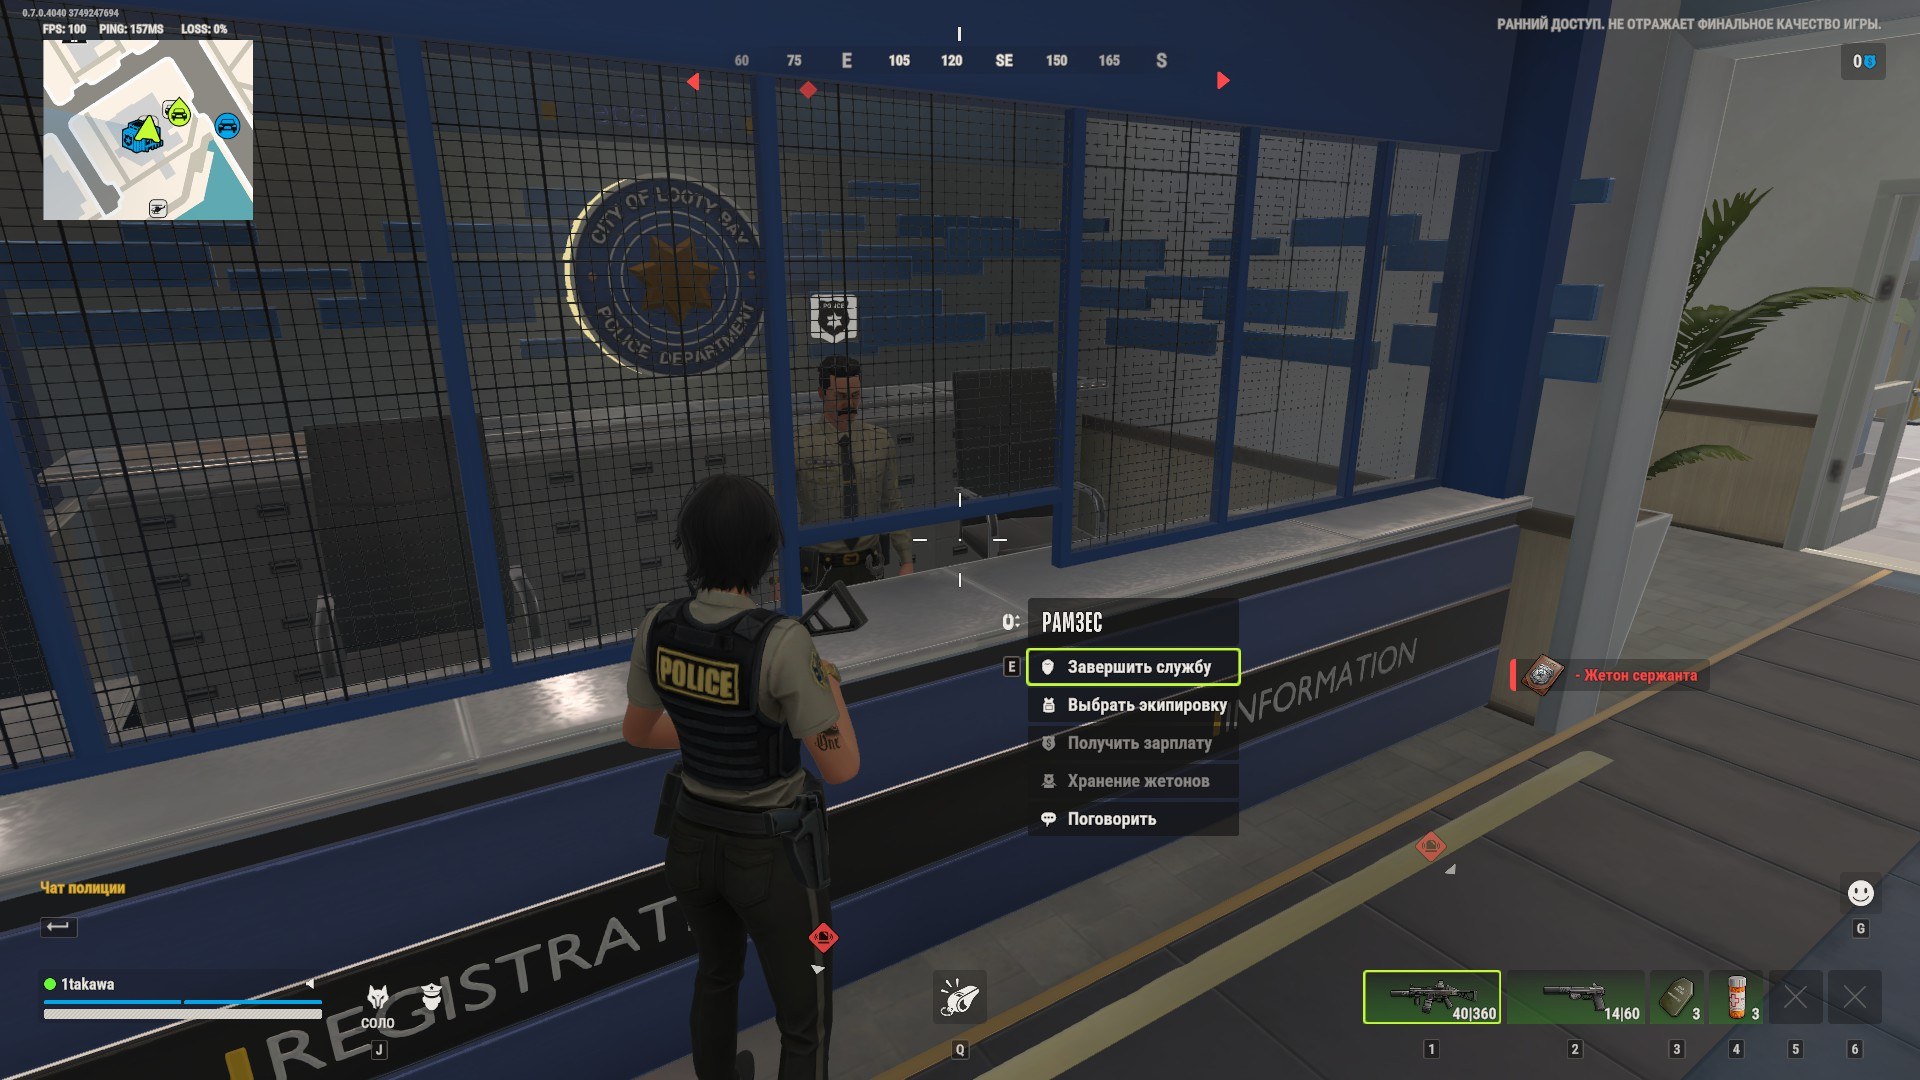 0.7.0.4040 3749247694
FPS: 100 PING: 157MS LOSS: 0%
РАННИЙ ДОСТУП. НЕ ОТРАЖАЕТ ФИНАЛЬНОЕ КАЧЕСТВО ИГРЫ.
60 75 E 105 120 SE 150 165 S
0
CITY OF LOOTY BAY
POLICE DEPARTMENT
POLICE
POLICE
One
0:
РАМЗЕС
E
Завершить службу
Выбрать экипировку
Получить зарплату
Хранение жетонов
Поговорить
INFORMATION
- Жетон сержанта
REGISTRAT
Чат полиции
1takawa
СОЛО
J
Q
G
40|360
14|60
3
3
1
2
3
4
5
6